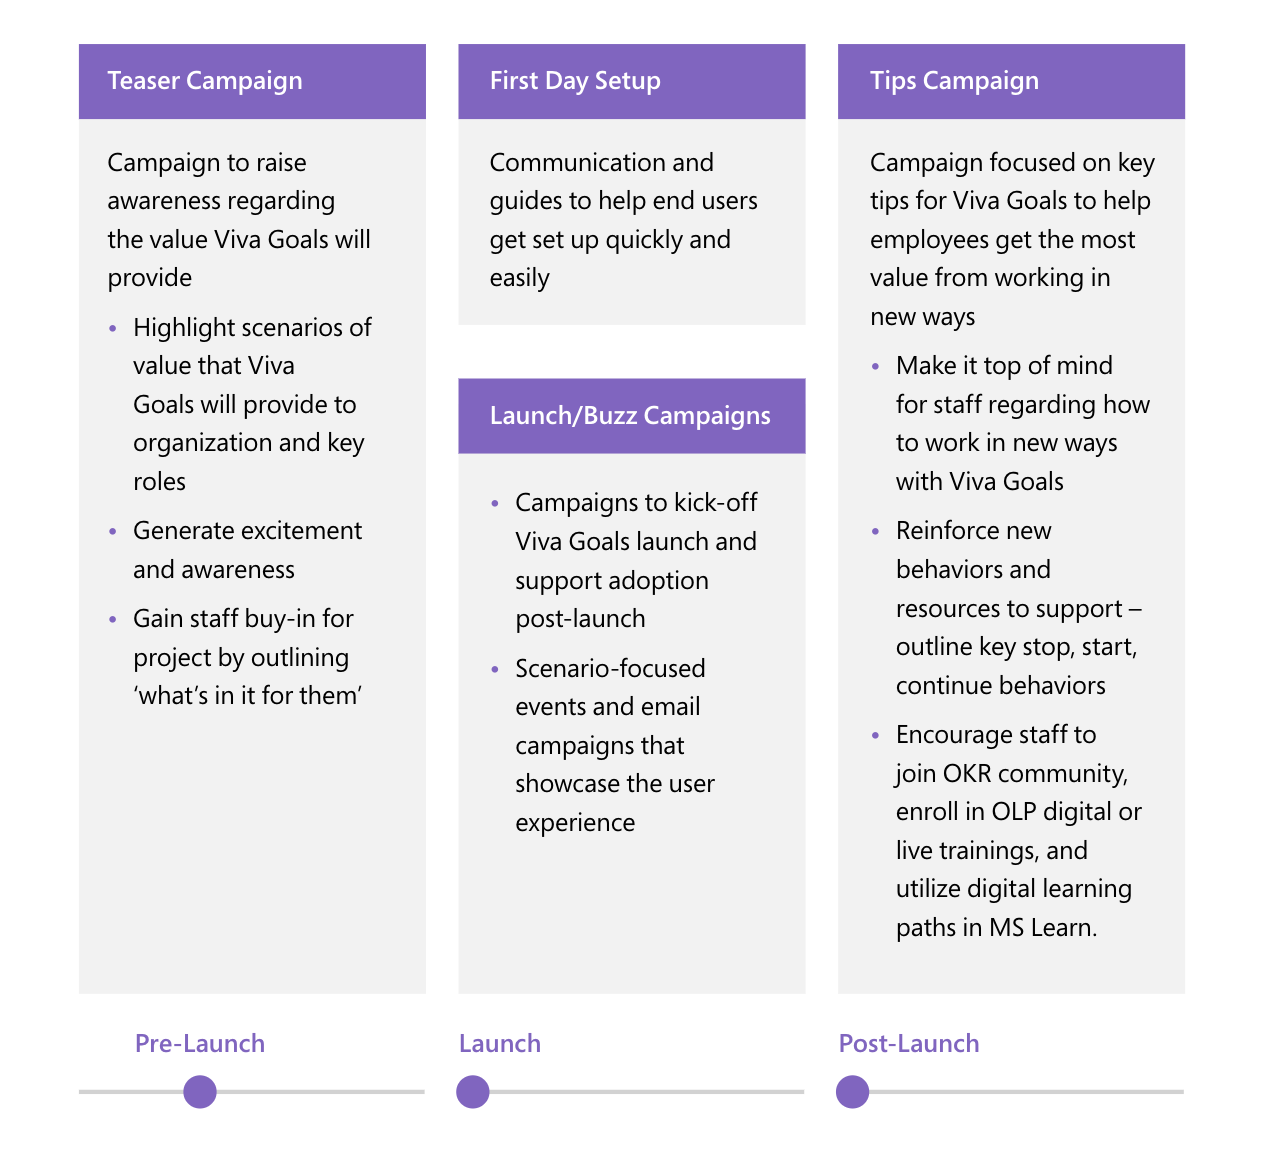 Teaser Campaign
Campaign to raise
awareness regarding
the value Viva Goals will
provide
• Highlight scenarios of
value that Viva
Goals will provide to
organization and key
roles
• Generate excitement
and awareness
• Gain staff buy-in for
project by outlining
‘what’s in it for them’
First Day Setup
Communication and
guides to help end users
get set up quickly and
easily
Launch/Buzz Campaigns
• Campaigns to kick-off
Viva Goals launch and
support adoption
post-launch
• Scenario-focused
events and email
campaigns that
showcase the user
experience
Tips Campaign
Campaign focused on key
tips for Viva Goals to help
employees get the most
value from working in
new ways
• Make it top of mind
for staff regarding how
to work in new ways
with Viva Goals
• Reinforce new
behaviors and
resources to support –
outline key stop, start,
continue behaviors
• Encourage staff to
join OKR community,
enroll in OLP digital or
live trainings, and
utilize digital learning
paths in MS Learn.
Pre-Launch
Launch
Post-Launch